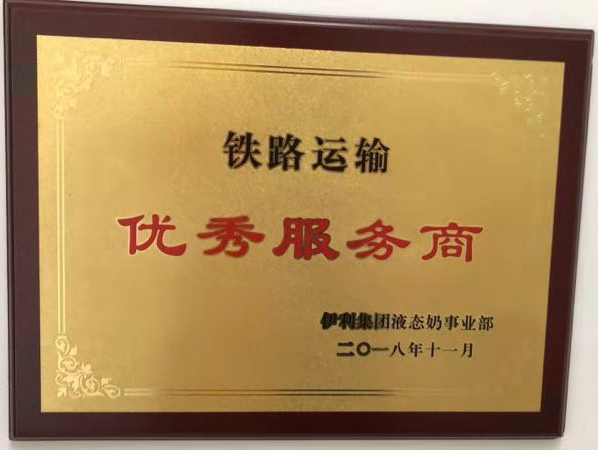 铁路运输
优秀服务商
伊利集团液态奶事业部
二〇一八年十一月